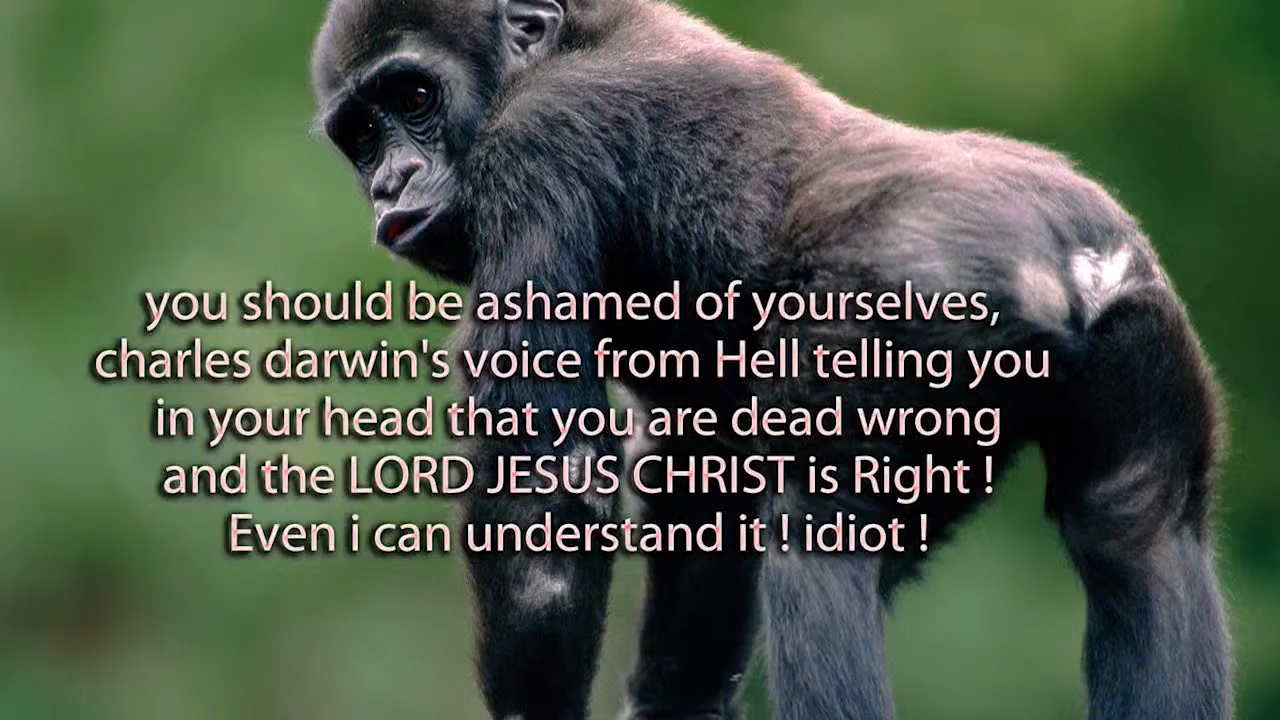 you should be ashamed of yourselves,
charles darwin's voice from Hell telling you
in your head that you are dead wrong
and the LORD JESUS CHRIST is Right !
Even i can understand it ! idiot !